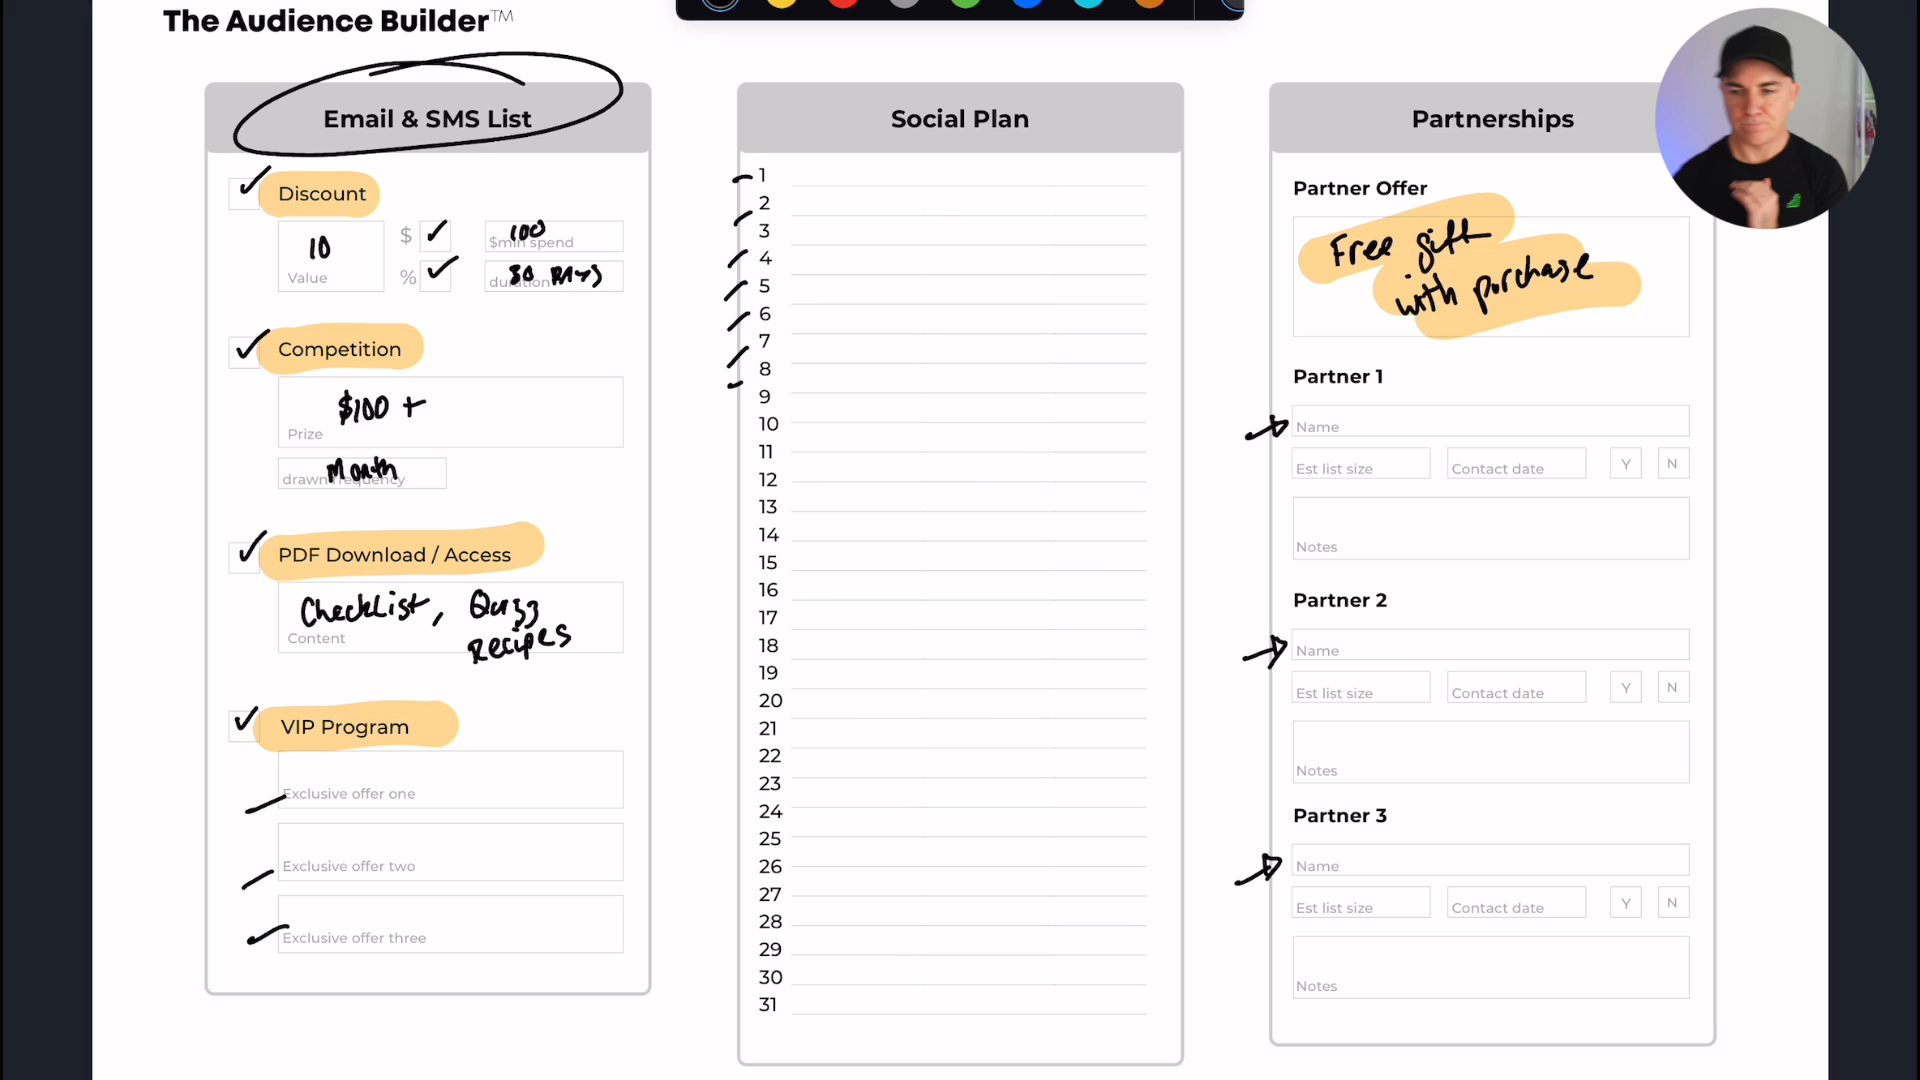 The Audience Builder™
Email & SMS List
Discount
10
Value
$
%
100
$min spend
30 DAYS
duration
Competition
$100 +
Prize
Month
drawn frequency
PDF Download / Access
Checklist, Quizz
Recipes
Content
VIP Program
Exclusive offer one
Exclusive offer two
Exclusive offer three
Social Plan
1
2
3
4
5
6
7
8
9
10
11
12
13
14
15
16
17
18
19
20
21
22
23
24
25
26
27
28
29
30
31
Partnerships
Partner Offer
Free gift
with purchase
Partner 1
Name
Est list size Contact date Y N
Notes
Partner 2
Name
Est list size Contact date Y N
Notes
Partner 3
Name
Est list size Contact date Y N
Notes